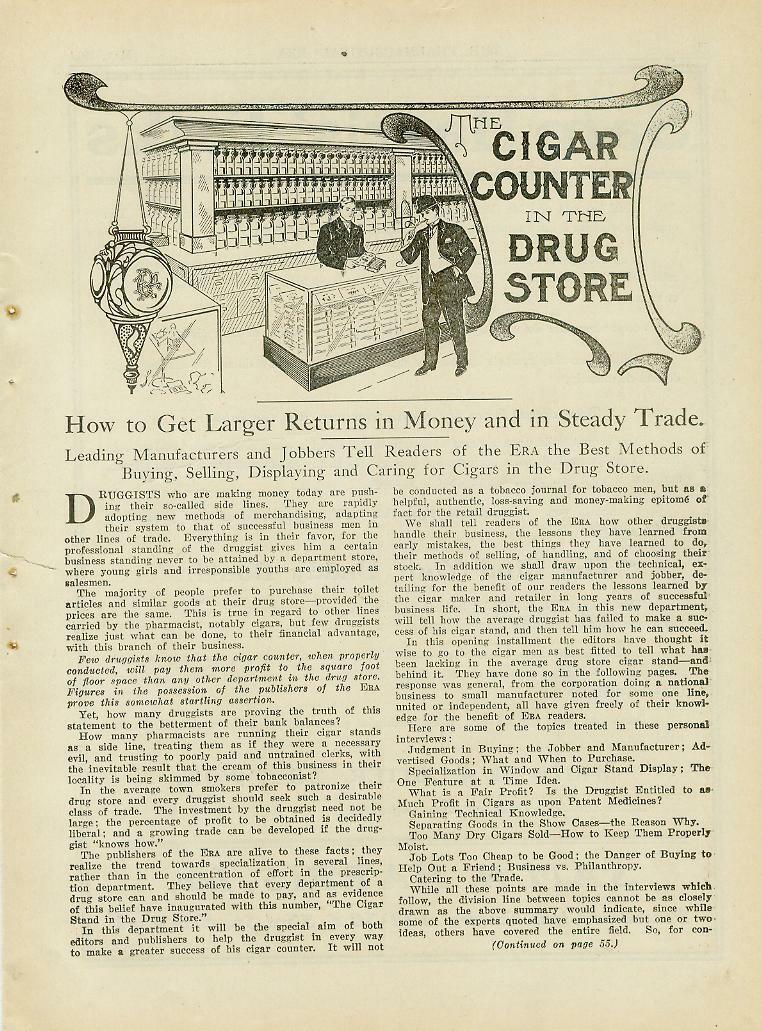 THE
CIGAR
COUNTER
IN THE
DRUG
STORE
How to Get Larger Returns in Money and in Steady Trade.
Leading Manufacturers and Jobbers Tell Readers of the ERA the Best Methods of
Buying, Selling, Displaying and Caring for Cigars in the Drug Store.
DRUGGISTS who are making money today are push-
ing their so-called side lines. They are rapidly
adopting new methods of merchandising, adapting
their system to that of successful business men in
other lines of trade. Everything is in their favor, for the
professional standing of the druggist gives him a certain
business standing never to be attained by a department store,
where young girls and irresponsible youths are employed as
salesmen.
The majority of people prefer to purchase their toilet
articles and similar goods at their drug store—provided the
prices are the same. This is true in regard to other lines
carried by the pharmacist, notably cigars, but few druggists
realize just what can be done, to their financial advantage,
with this branch of their business.
Few druggists know that the cigar counter, when properly
conducted, will pay them more profit to the square foot
of floor space than any other department in the drug store.
Figures in the possession of the publishers of the ERA
prove this somewhat startling assertion.
Yet, how many druggists are proving the truth of this
statement to the betterment of their bank balances?
How many pharmacists are running their cigar stands
as a side line, treating them as if they were a necessary
evil, and trusting to poorly paid and untrained clerks, with
the inevitable result that the cream of this business in their
locality is being skimmed by some tobacconist?
In the average town smokers prefer to patronize their
drug store and every druggist should seek such a desirable
class of trade. The investment by the druggist need not be
large; the percentage of profit to be obtained is decidedly
liberal; and a growing trade can be developed if the drug-
gist "knows how."
The publishers of the ERA are alive to these facts; they
realize the trend towards specialization in several lines,
rather than in the concentration of effort in the prescrip-
tion department. They believe that every department of a
drug store can and should be made to pay, and as evidence
of this belief have inaugurated with this number, "The Cigar
Stand in the Drug Store."
In this department it will be the special aim of both
editors and publishers to help the druggist in every way
to make a greater success of his cigar counter. It will not
be conducted as a tobacco journal for tobacco men, but as a
helpful, authentic, loss-saving and money-making epitomé of
fact for the retail druggist.
We shall tell readers of the ERA how other druggists
handle their business, the lessons they have learned from
early mistakes, the best things they have learned to do,
their methods of selling, of handling, and of choosing their
stock. In addition we shall draw upon the technical, ex-
pert knowledge of the cigar manufacturer and jobber, de-
tailing for the benefit of our readers the lessons learned by
the cigar maker and retailer in long years of successful
business life. In short, the ERA in this new department,
will tell how the average druggist has failed to make a suc-
cess of his cigar stand, and then tell him how he can succeed.
In this opening installment the editors have thought it
wise to go to the cigar men as best fitted to tell what has
been lacking in the average drug store cigar stand—and
behind it. They have done so in the following pages. The
response was general, from the corporation doing a national
business to small manufacturer noted for some one line,
united or independent, all have given freely of their knowl-
edge for the benefit of ERA readers.
Here are some of the topics treated in these personal
interviews:
Judgment in Buying; the Jobber and Manufacturer; Ad-
vertised Goods; What and When to Purchase.
Specialization in Window and Cigar Stand Display; The
One Feature at a Time Idea.
What is a Fair Profit? Is the Druggist Entitled to as
Much Profit in Cigars as upon Patent Medicines?
Gaining Technical Knowledge.
Separating Goods in the Show Cases—the Reason Why.
Too Many Dry Cigars Sold—How to Keep Them Properly
Moist.
Job Lots Too Cheap to be Good; the Danger of Buying to
Help Out a Friend; Business vs. Philanthropy.
Catering to the Trade.
While all these points are made in the interviews which
follow, the division line between topics cannot be as closely
drawn as the above summary would indicate, since while
some of the experts quoted have emphasized but one or two
ideas, others have covered the entire field. So, for con-
(Continued on page 55.)